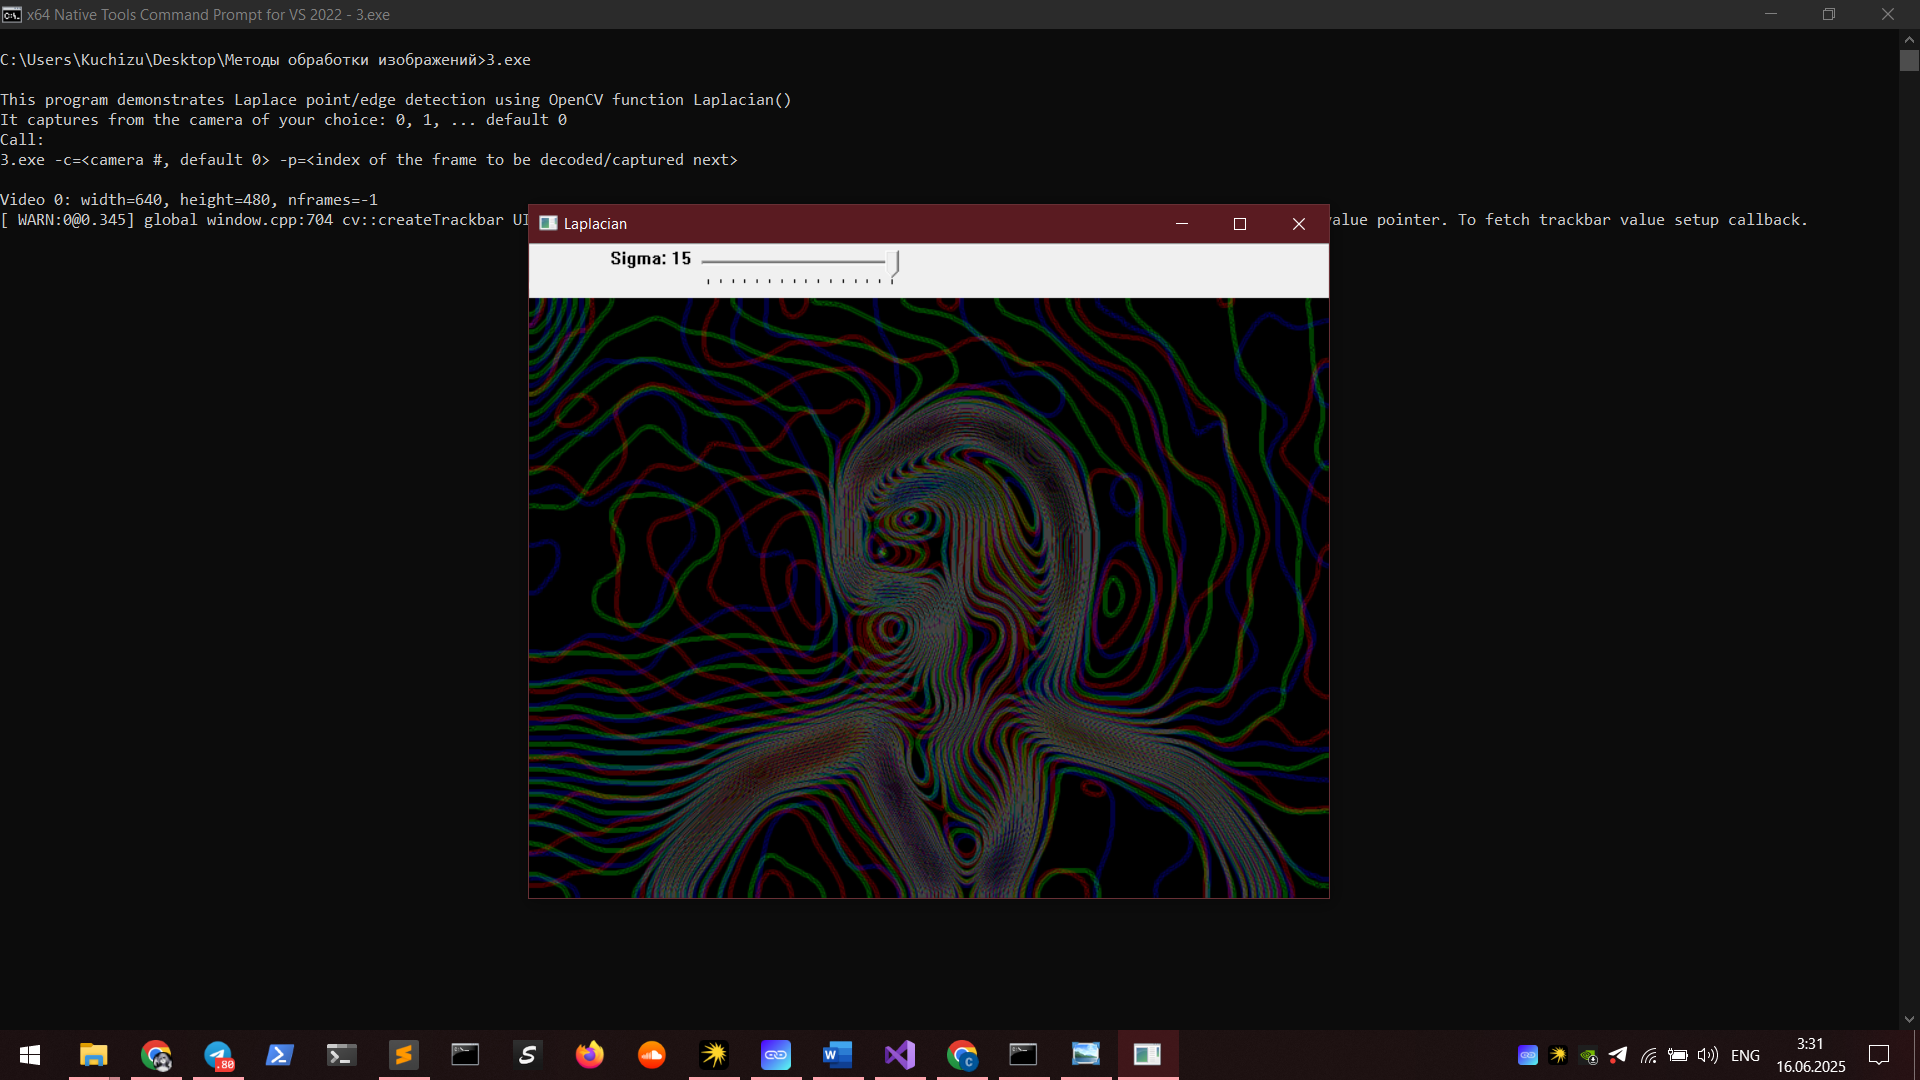 x64 Native Tools Command Prompt for VS 2022 - 3.exe
C:\Users\Kuchizu\Desktop\Методы обработки изображений>3.exe
This program demonstrates Laplace point/edge detection using OpenCV function Laplacian()
It captures from the camera of your choice: 0, 1, ... default 0
Call:
3.exe -c=<camera #, default 0> -p=<index of the frame to be decoded/captured next>
Video 0: width=640, height=480, nframes=-1
[ WARN:0@0.345] global window.cpp:704 cv::createTrackbar UI
alue pointer. To fetch trackbar value setup callback.
Laplacian
Sigma: 15
.80
ENG
3:31
16.06.2025